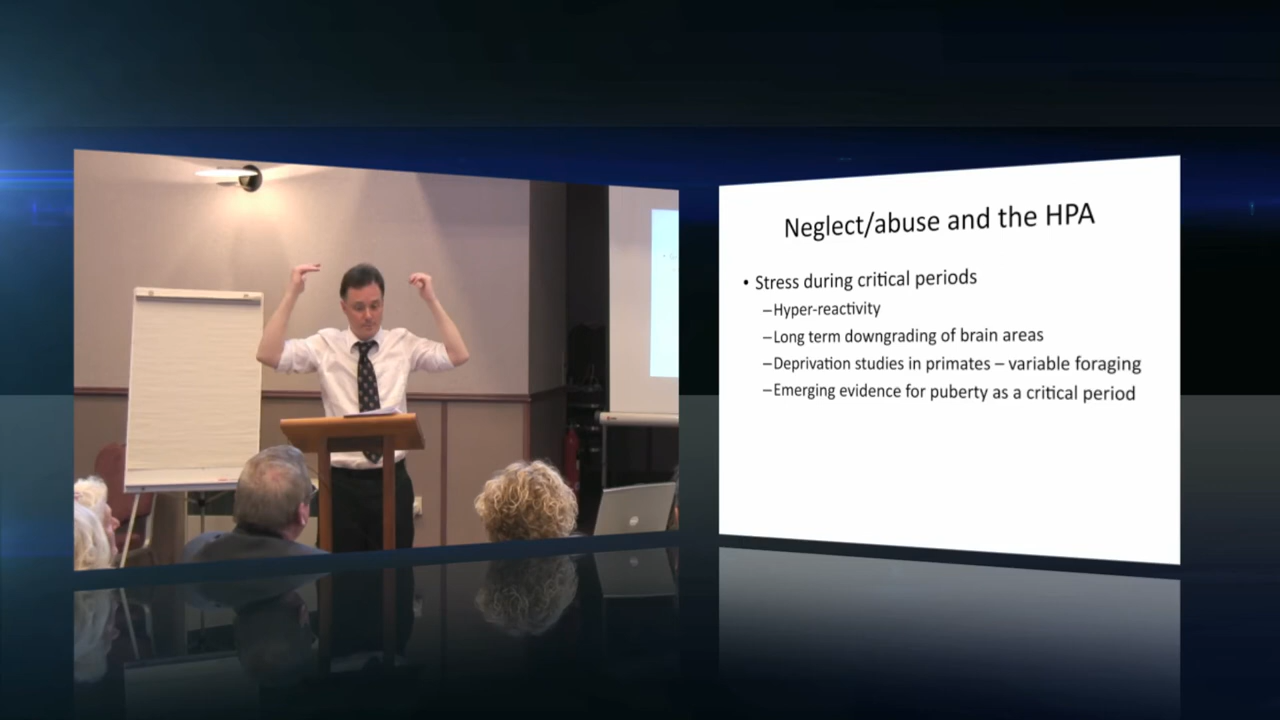 Neglect/abuse and the HPA
• Stress during critical periods
–Hyper-reactivity
–Long term downgrading of brain areas
–Deprivation studies in primates – variable foraging
–Emerging evidence for puberty as a critical period